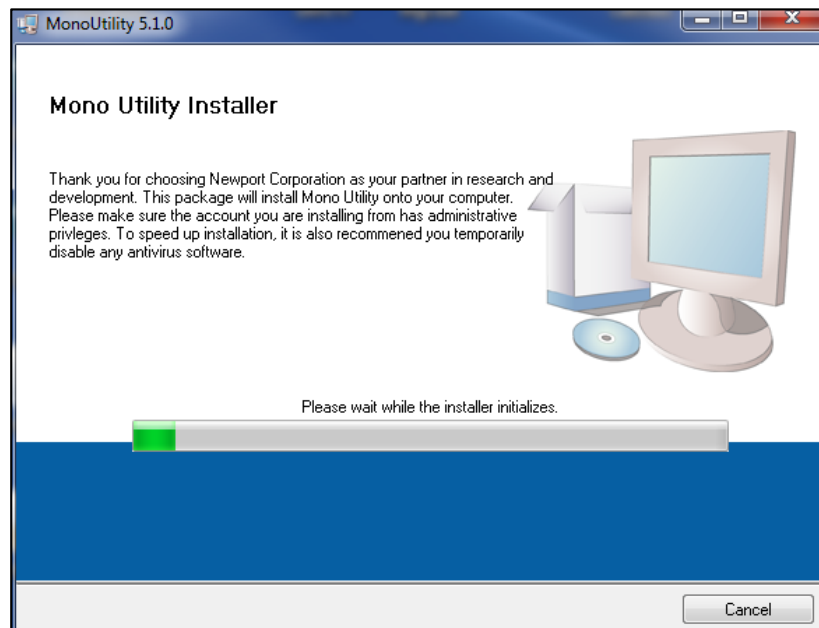 MonoUtility 5.1.0
Mono Utility Installer
Thank you for choosing Newport Corporation as your partner in research and
development. This package will install Mono Utility onto your computer.
Please make sure the account you are installing from has administrative
privleges. To speed up installation, it is also recommened you temporarily
disable any antivirus software.
Please wait while the installer initializes.
Cancel